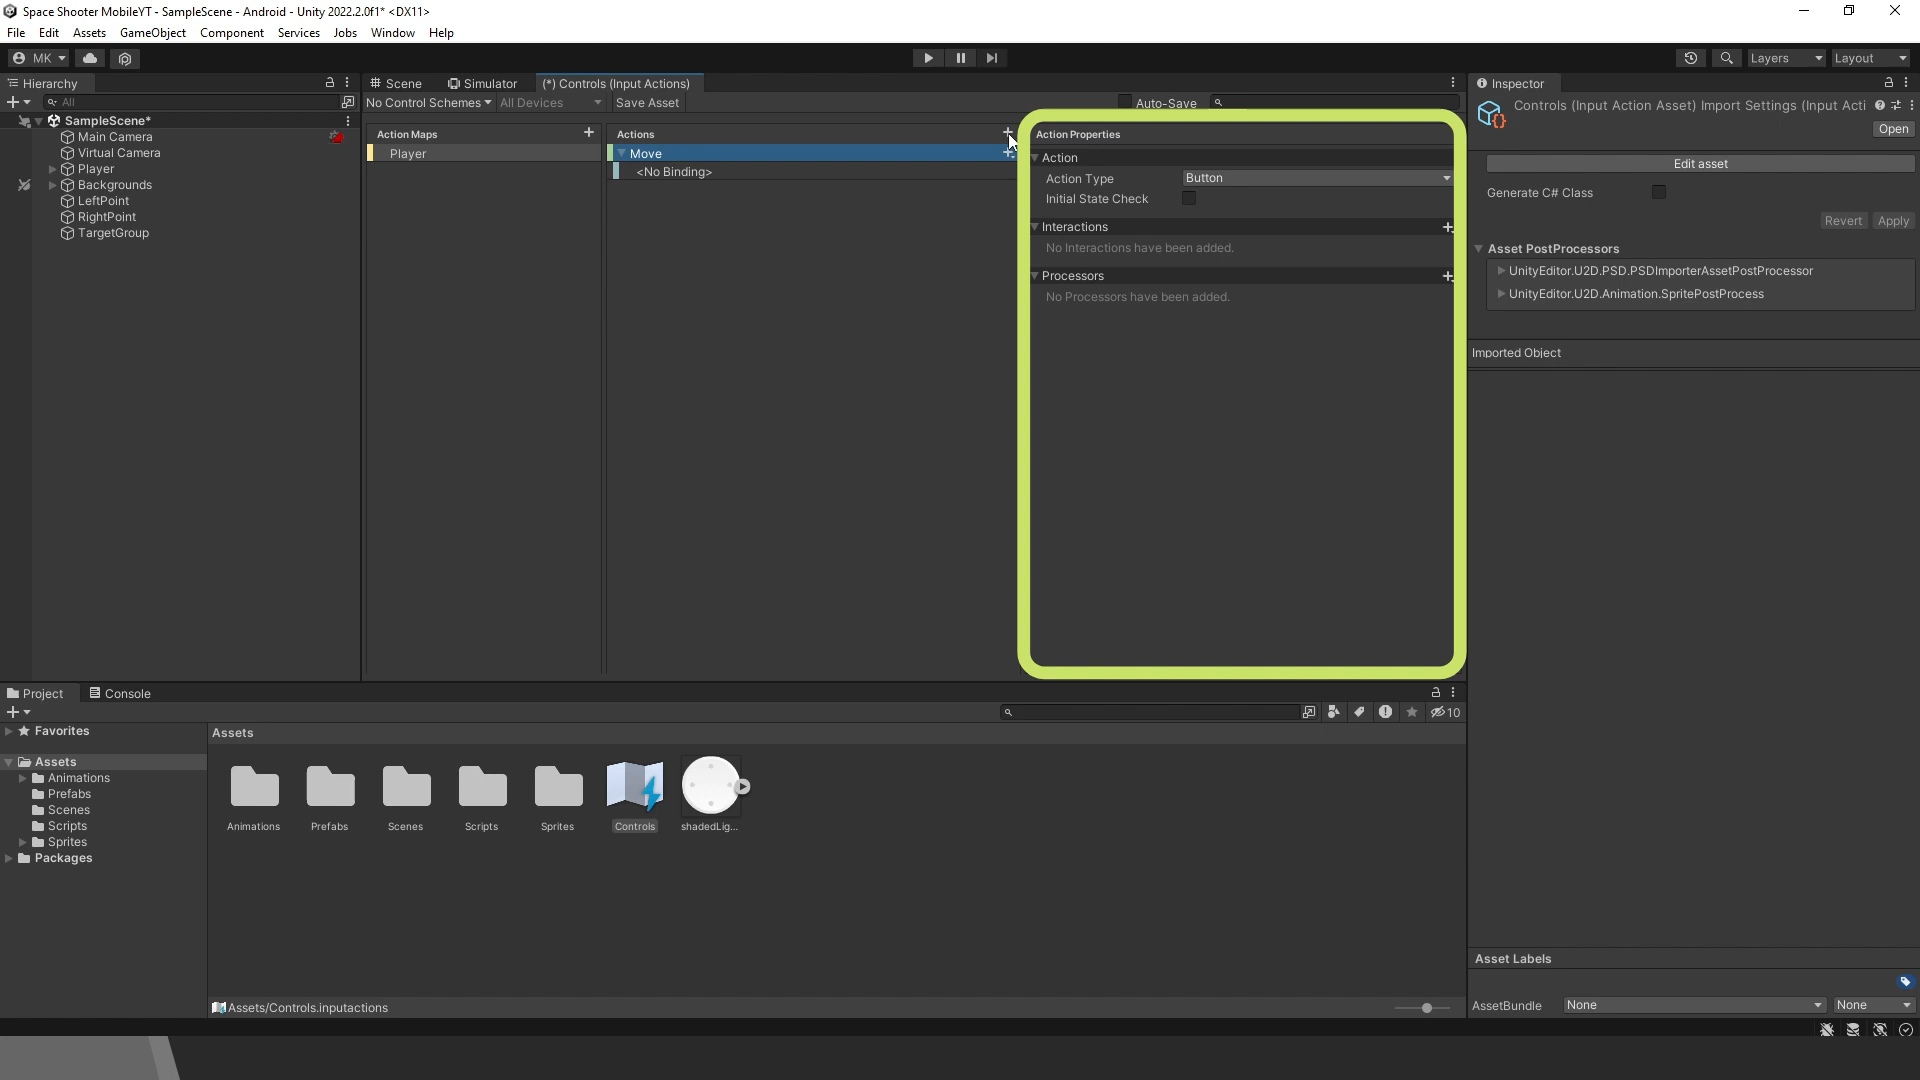 Space Shooter MobileYT - SampleScene - Android - Unity 2022.2.0f1* <DX11>
File Edit Assets GameObject Component Services Jobs Window Help
MK
Layers Layout
Hierarchy
All
SampleScene*
Main Camera
Virtual Camera
Player
Backgrounds
LeftPoint
RightPoint
TargetGroup
Scene Simulator (*) Controls (Input Actions)
No Control Schemes All Devices Save Asset Auto-Save
Action Maps
Player
Actions
Move
<No Binding>
Action Properties
Action
Action Type Button
Initial State Check
Interactions
No Interactions have been added.
Processors
No Processors have been added.
Inspector
Controls (Input Action Asset) Import Settings (Input Acti
Open
Edit asset
Generate C# Class
Revert Apply
Asset PostProcessors
UnityEditor.U2D.PSD.PSDImporterAssetPostProcessor
UnityEditor.U2D.Animation.SpritePostProcess
Imported Object
Project Console
10
Favorites
Assets
Animations
Prefabs
Scenes
Scripts
Sprites
Packages
Assets
Animations Prefabs Scenes Scripts Sprites Controls shadedLig...
Assets/Controls.inputactions
Asset Labels
AssetBundle None None